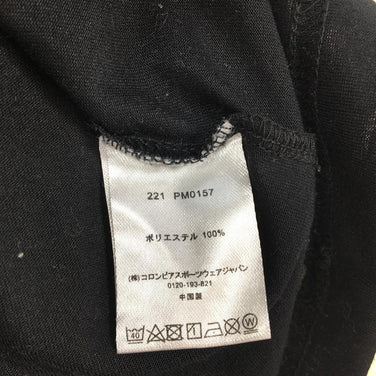 221 PM0157
ポリエステル 100%
(株)コロンビアスポーツウェアジャパン
0120-193-821
中国製
40 W